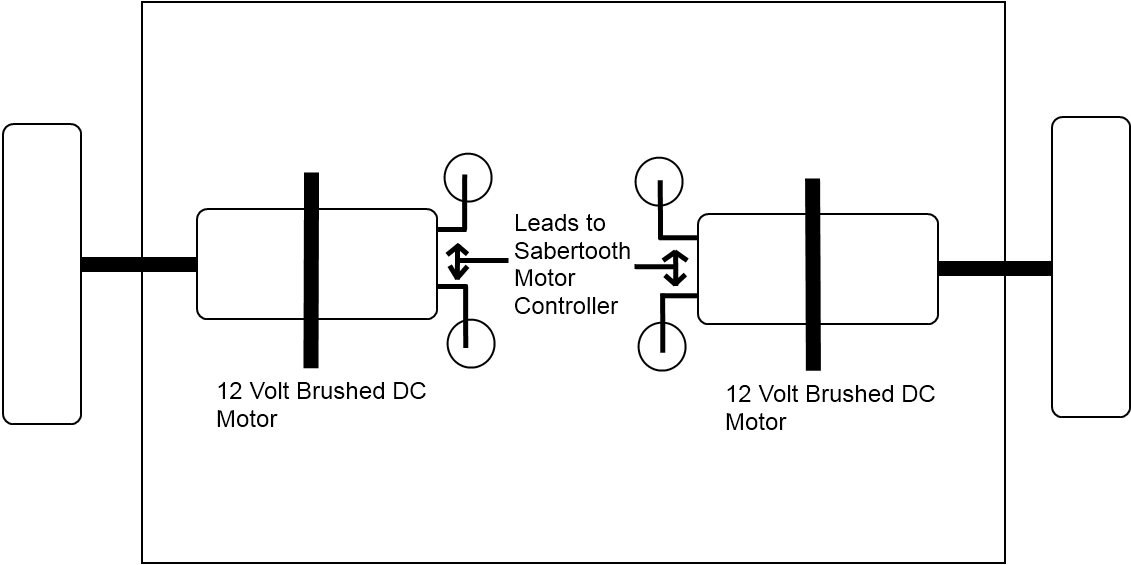 Leads to
Sabertooth
Motor
Controller
12 Volt Brushed DC
Motor
12 Volt Brushed DC
Motor